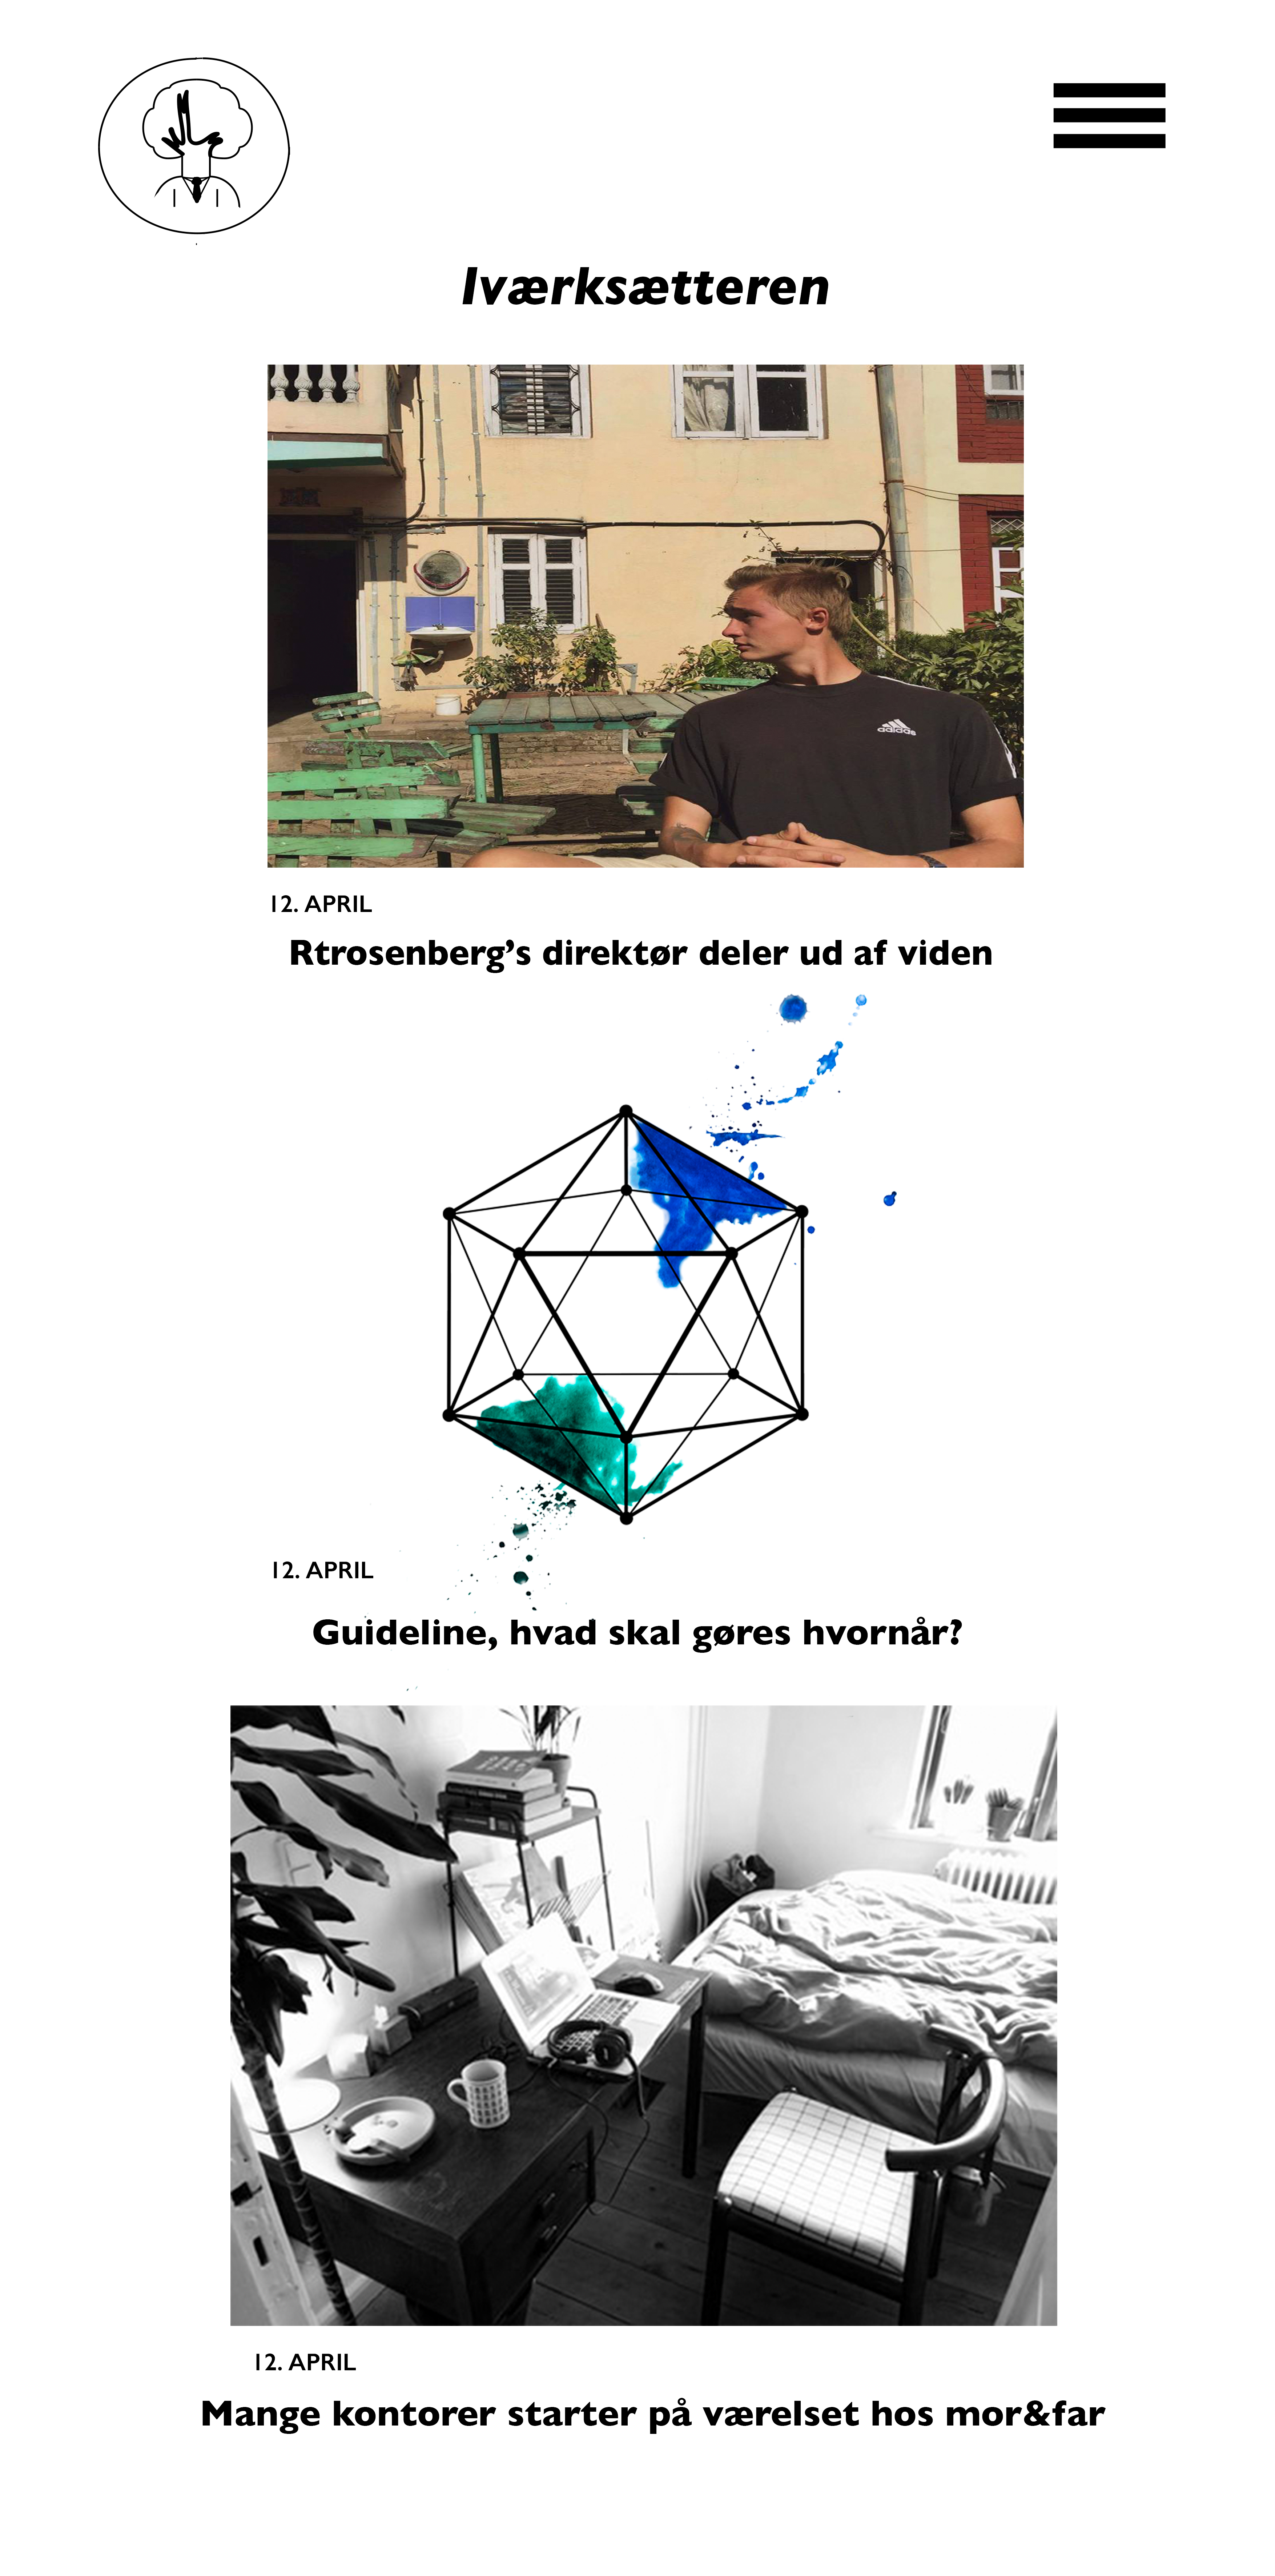 Iværksætteren
adidas
12. APRIL
Rtrosenberg’s direktør deler ud af viden
12. APRIL
Guideline, hvad skal gøres hvornår?
12. APRIL
Mange kontorer starter på værelset hos mor&far